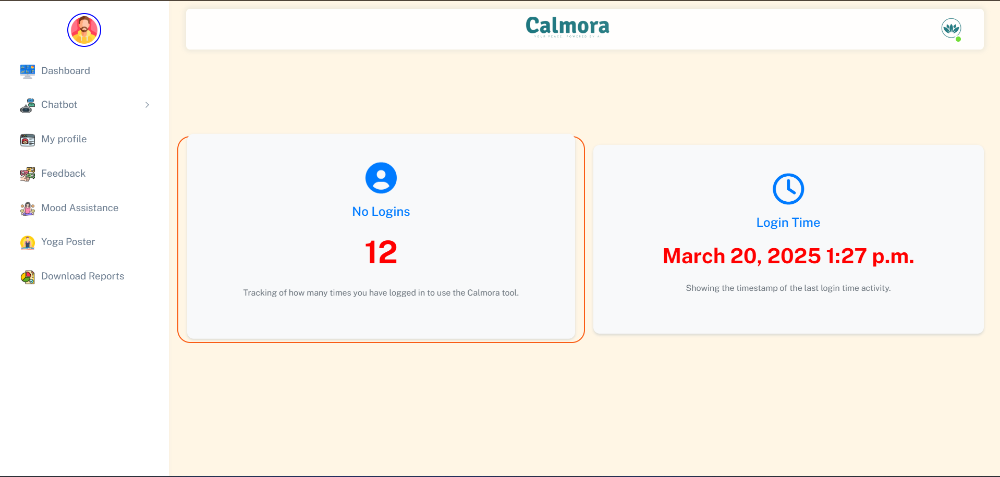 Calmora
YOUR PEACE. POWERED BY AI
Dashboard
Chatbot
My profile
Feedback
Mood Assistance
Yoga Poster
Download Reports
No Logins
12
Tracking of how many times you have logged in to use the Calmora tool.
Login Time
March 20, 2025 1:27 p.m.
Showing the timestamp of the last login time activity.